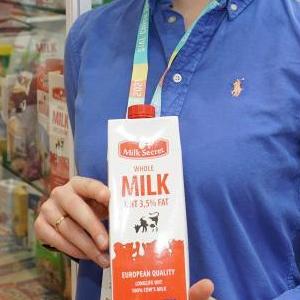 Milk Secret
WHOLE
MILK
UHT 3,5% FAT
EUROPEAN QUALITY
LONGLIFE UHT
100% COW'S MILK